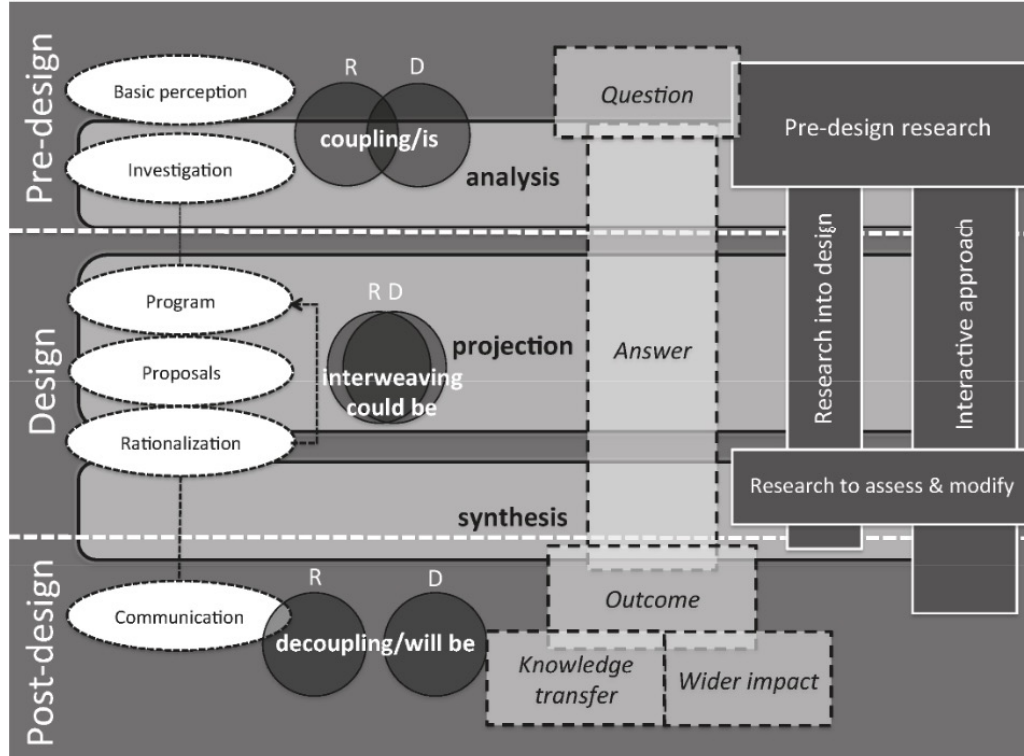 Pre-design
Basic perception
Investigation
R D
coupling/is
analysis
Question
Pre-design research
Design
Program
Proposals
Rationalization
R D
projection
interweaving
could be
synthesis
Answer
Research into design
Interactive approach
Research to assess & modify
Post-design
Communication
R D
decoupling/will be
Outcome
Knowledge
transfer
Wider impact